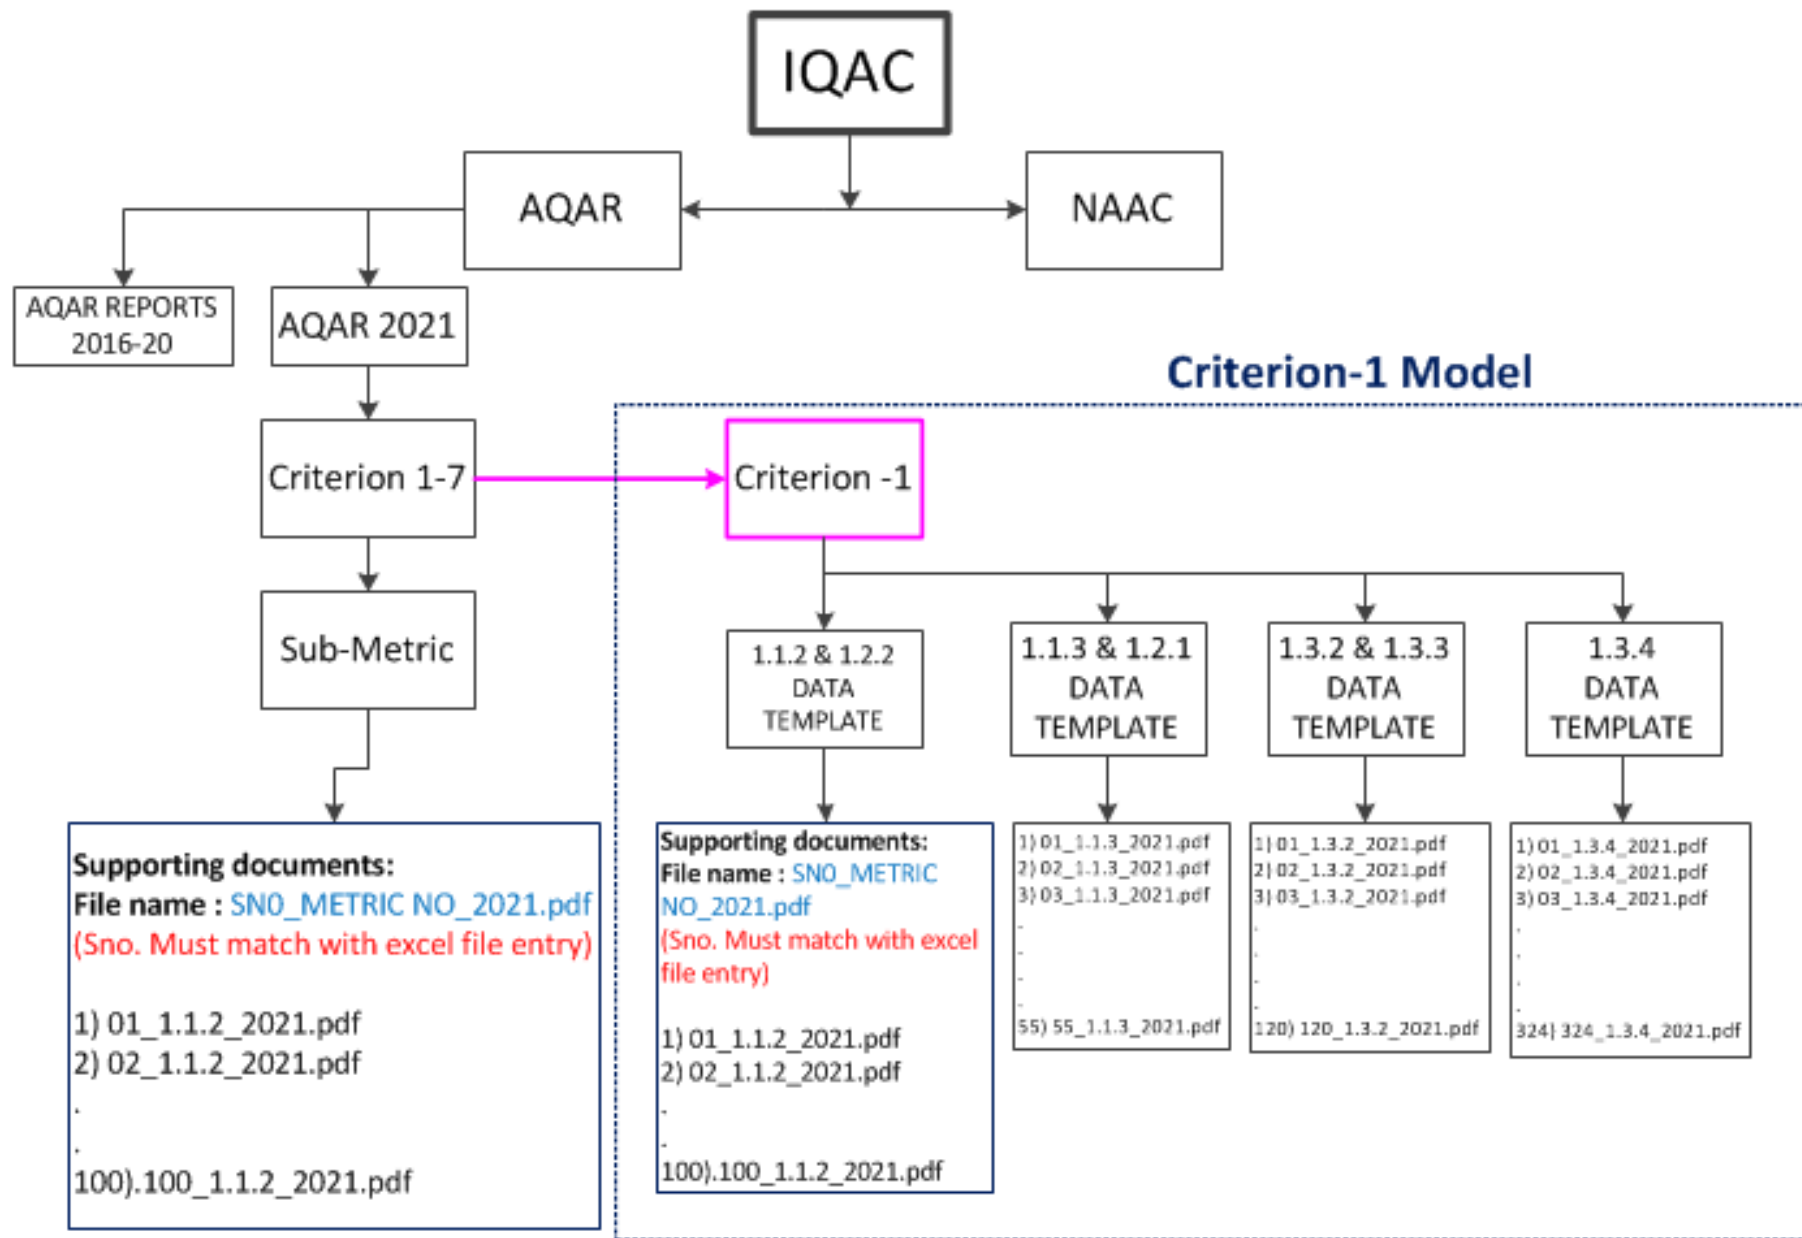 IQAC
AQAR
NAAC
AQAR REPORTS
2016-20
AQAR 2021
Criterion-1 Model
Criterion 1-7
Criterion -1
Sub-Metric
1.1.2 & 1.2.2
DATA
TEMPLATE
1.1.3 & 1.2.1
DATA
TEMPLATE
1.3.2 & 1.3.3
DATA
TEMPLATE
1.3.4
DATA
TEMPLATE
Supporting documents:
File name : SN0_METRIC NO_2021.pdf
(Sno. Must match with excel file entry)
1) 01_1.1.2_2021.pdf
2) 02_1.1.2_2021.pdf
.
.
100).100_1.1.2_2021.pdf
Supporting documents:
File name : SN0_METRIC
NO_2021.pdf
(Sno. Must match with excel
file entry)
1) 01_1.1.2_2021.pdf
2) 02_1.1.2_2021.pdf
.
.
100).100_1.1.2_2021.pdf
1) 01_1.1.3_2021.pdf
2) 02_1.1.3_2021.pdf
3) 03_1.1.3_2021.pdf
.
.
.
.
55) 55_1.1.3_2021.pdf
1) 01_1.3.2_2021.pdf
2) 02_1.3.2_2021.pdf
3) 03_1.3.2_2021.pdf
.
.
.
.
120) 120_1.3.2_2021.pdf
1) 01_1.3.4_2021.pdf
2) 02_1.3.4_2021.pdf
3) 03_1.3.4_2021.pdf
.
.
.
.
324) 324_1.3.4_2021.pdf